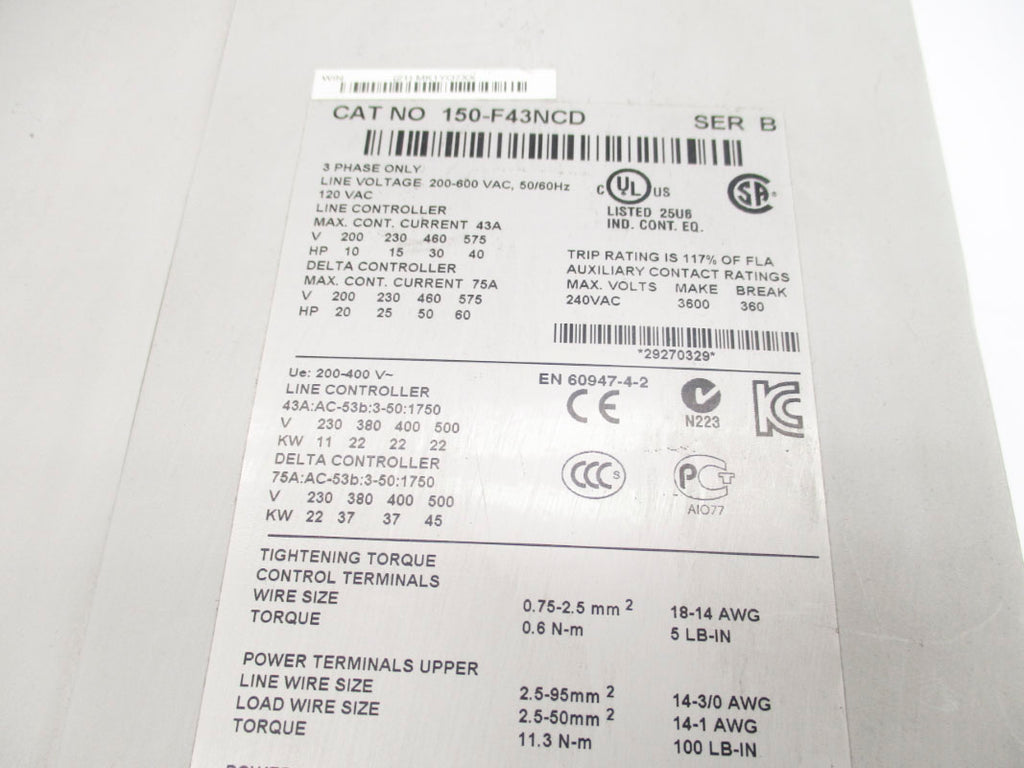 WIN
CAT NO 150-F43NCD SER B
3 PHASE ONLY
LINE VOLTAGE 200-600 VAC, 50/60Hz
120 VAC
LINE CONTROLLER
MAX. CONT. CURRENT 43A
V 200 230 460 575
HP 10 15 30 40
DELTA CONTROLLER
MAX. CONT. CURRENT 75A
V 200 230 460 575
HP 20 25 50 60
C UL US
LISTED 25U6
IND. CONT. EQ.
SA
TRIP RATING IS 117% OF FLA
AUXILIARY CONTACT RATINGS
MAX. VOLTS MAKE BREAK
240VAC 3600 360
*29270329*
Ue: 200-400 V~
LINE CONTROLLER
43A:AC-53b:3-50:1750
V 230 380 400 500
KW 11 22 22 22
DELTA CONTROLLER
75A:AC-53b:3-50:1750
V 230 380 400 500
KW 22 37 37 45
EN 60947-4-2
CE
N223
KC
CCC S
PCT
AIO77
TIGHTENING TORQUE
CONTROL TERMINALS
WIRE SIZE 0.75-2.5 mm² 18-14 AWG
TORQUE 0.6 N-m 5 LB-IN
POWER TERMINALS UPPER
LINE WIRE SIZE 2.5-95mm² 14-3/0 AWG
LOAD WIRE SIZE 2.5-50mm² 14-1 AWG
TORQUE 11.3 N-m 100 LB-IN